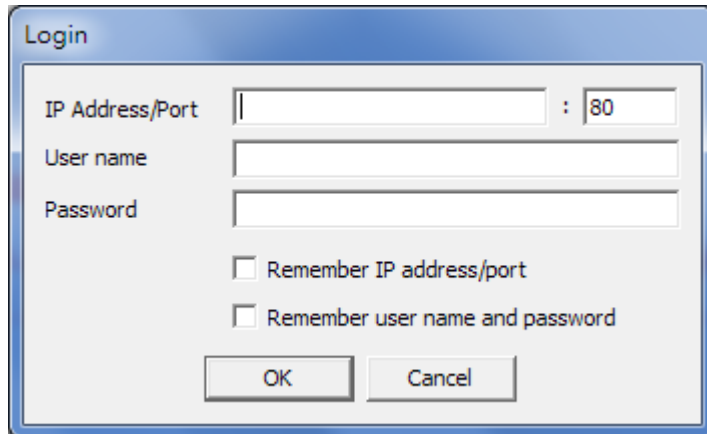 Login
IP Address/Port : 80
User name
Password
Remember IP address/port
Remember user name and password
OK Cancel